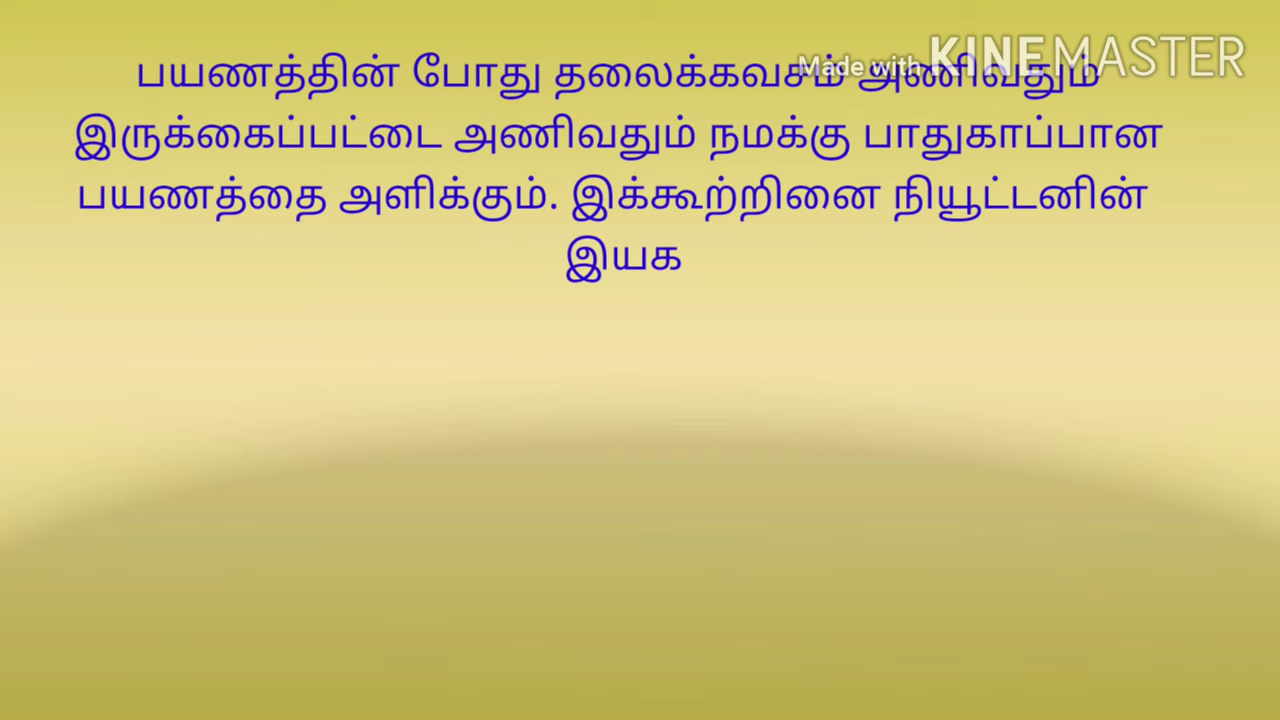 Made with KINEMASTER
பயணத்தின் போது தலைக்கவசம் அணிவதும்
இருக்கைப்பட்டை அணிவதும் நமக்கு பாதுகாப்பான
பயணத்தை அளிக்கும். இக்கூற்றினை நியூட்டனின்
இயக